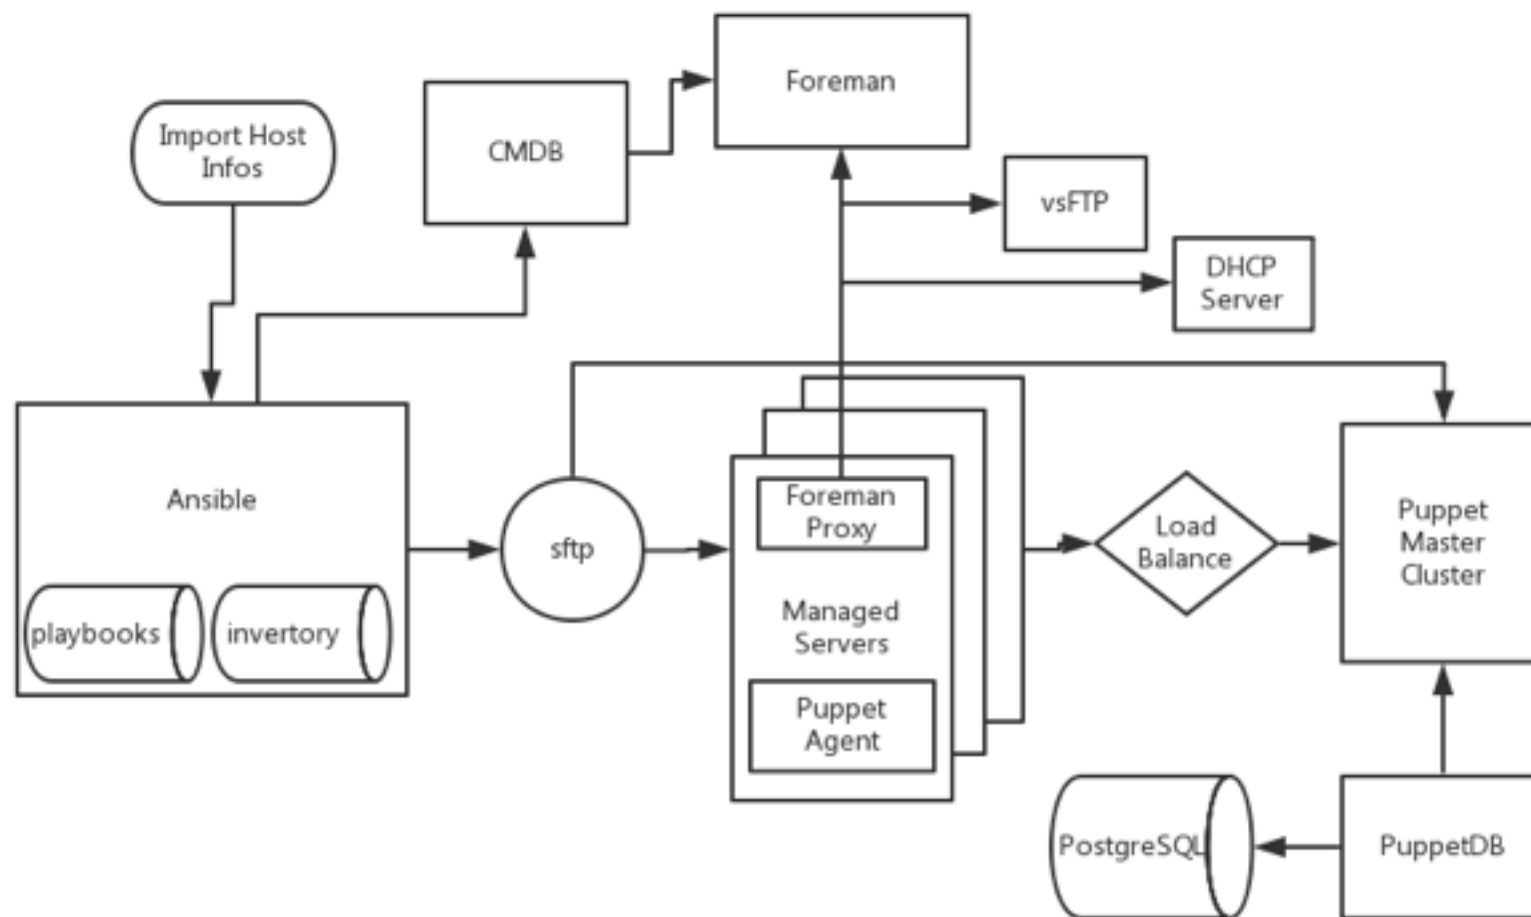 Foreman
Import Host
Infos
CMDB
vsFTP
DHCP
Server
Ansible
playbooks
invertory
sftp
Foreman
Proxy
Managed
Servers
Puppet
Agent
Load
Balance
Puppet
Master
Cluster
PostgreSQL
PuppetDB